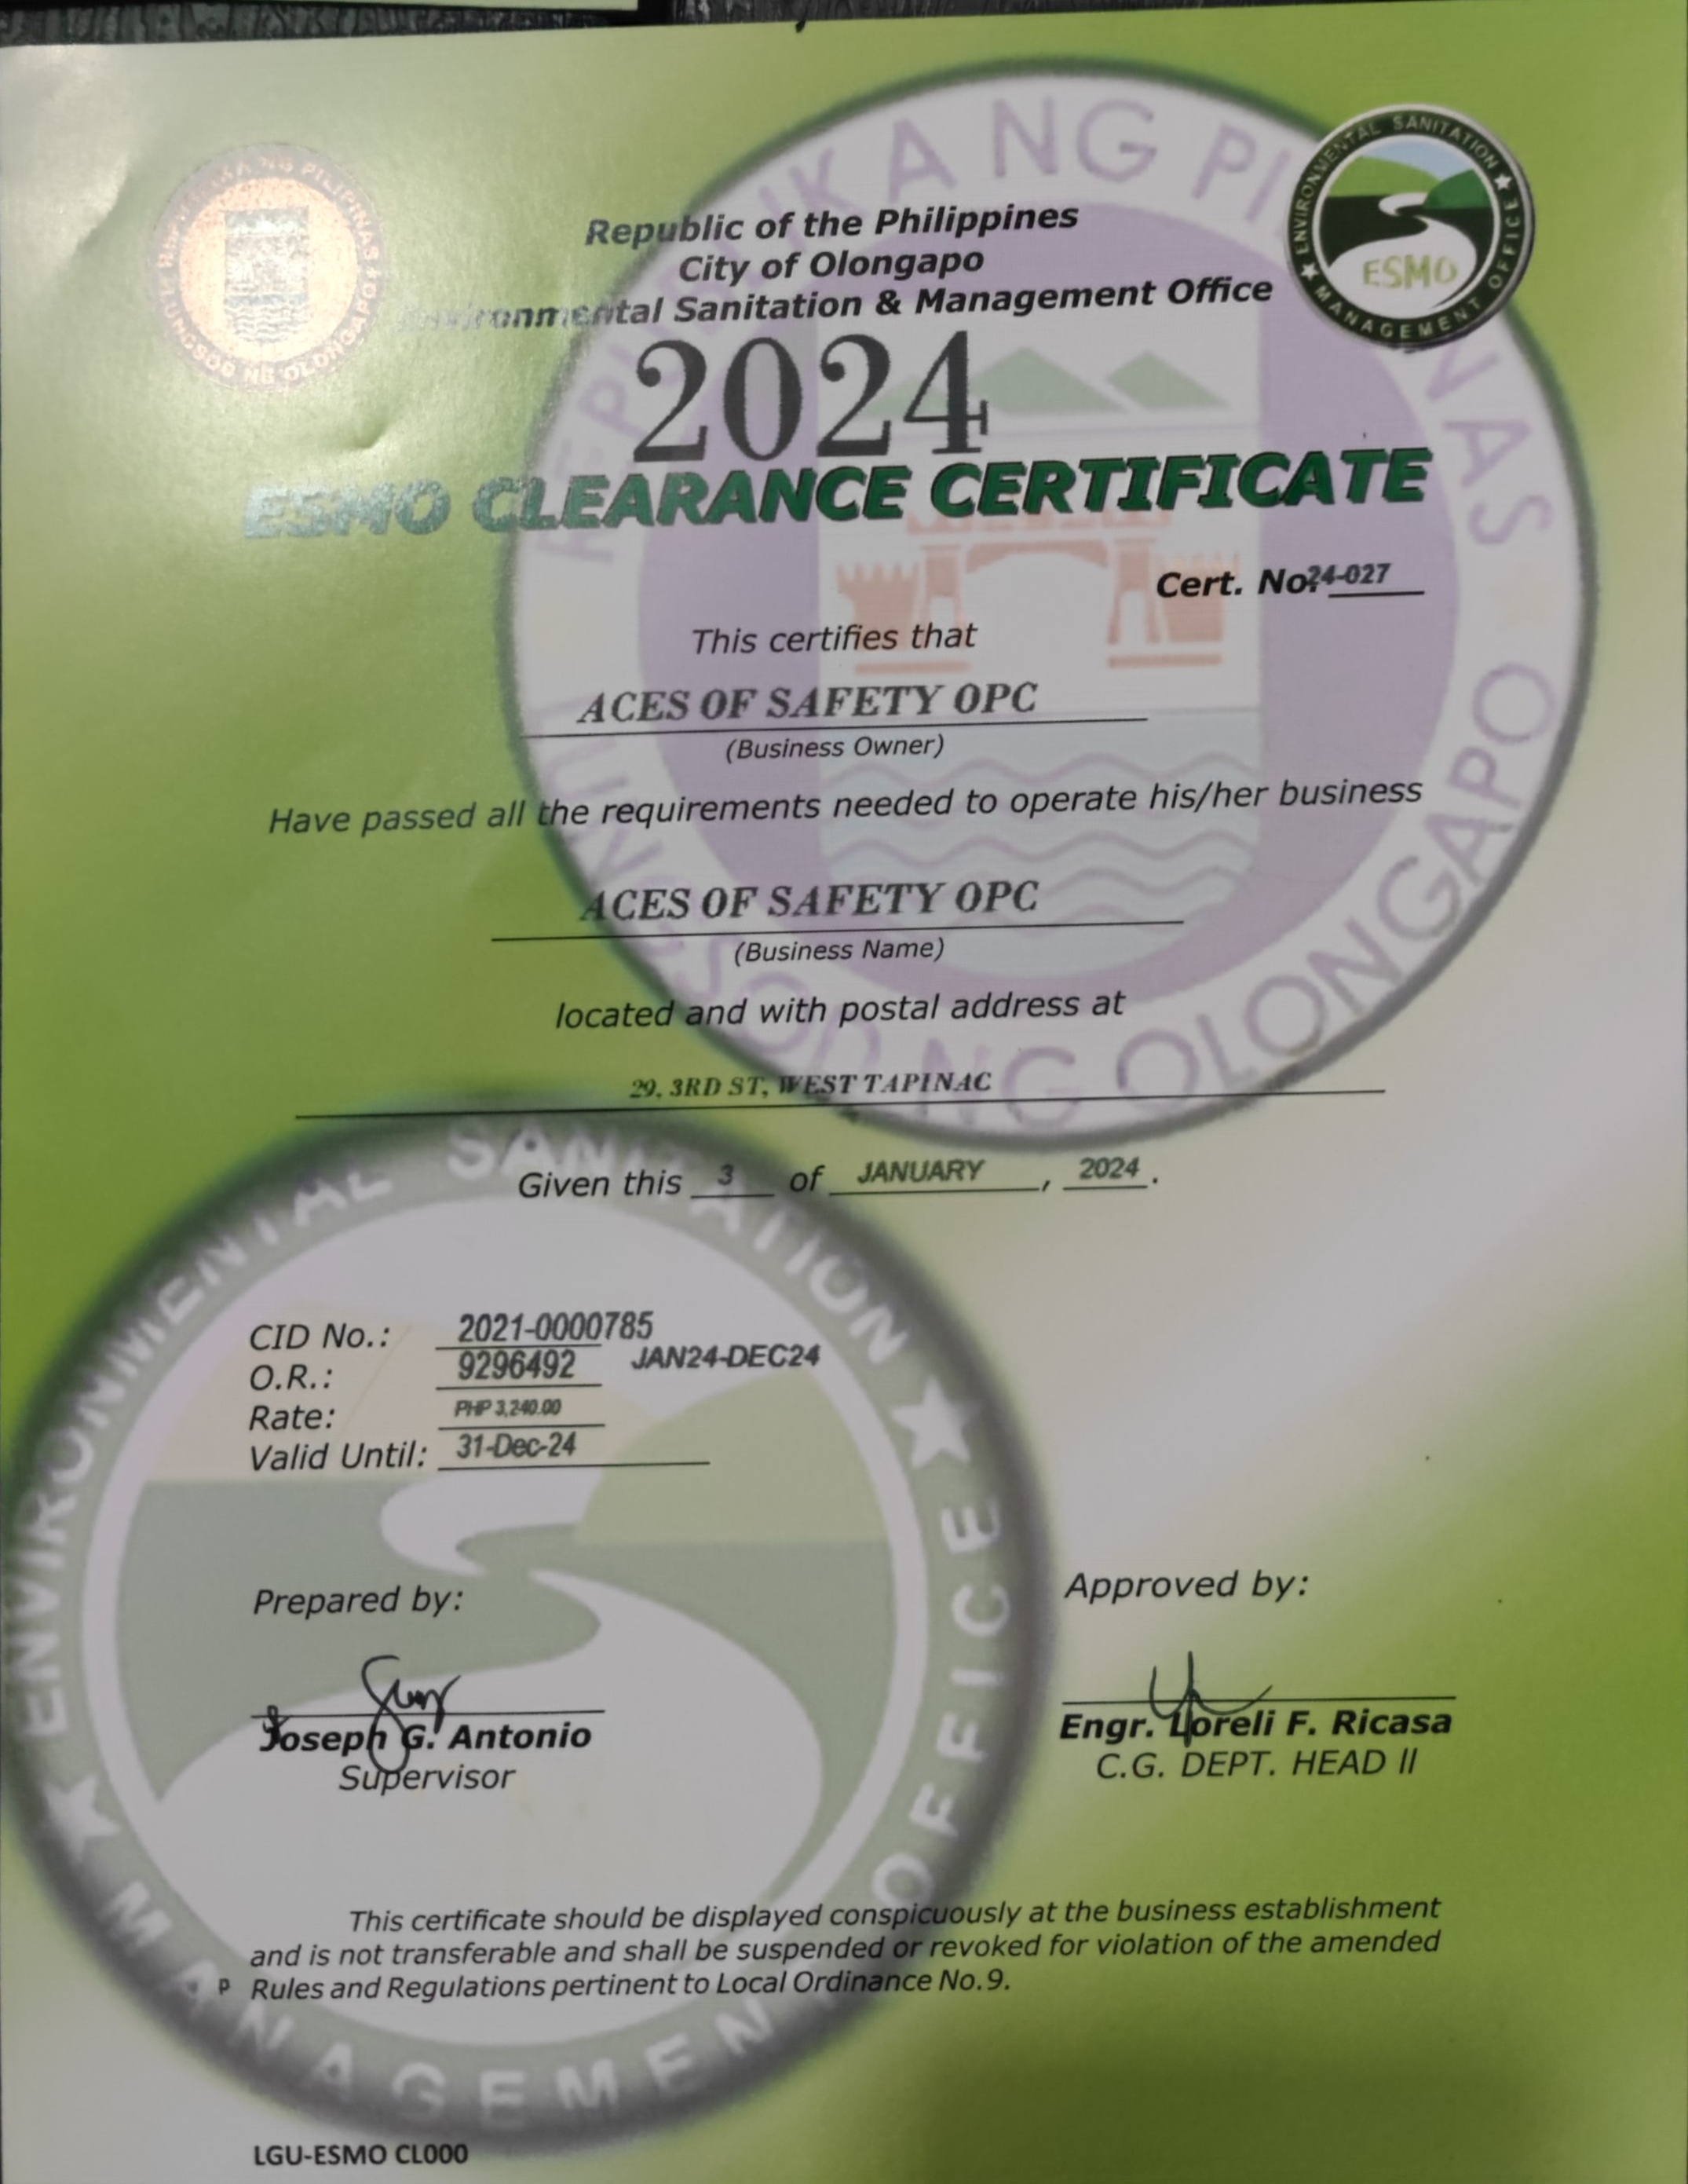 Republic of the Philippines
City of Olongapo
Environmental Sanitation & Management Office
ENVIRONMENTAL SANITATION
ESMO
MANAGEMENT OFFICE
2024
ESMO CLEARANCE CERTIFICATE
Cert. No. 24-027
This certifies that
ACES OF SAFETY OPC
(Business Owner)
Have passed all the requirements needed to operate his/her business
ACES OF SAFETY OPC
(Business Name)
located and with postal address at
29, 3RD ST, WEST TAPINAC
Given this 3 of JANUARY, 2024.
CID No.: 2021-0000785
O.R.: 9296492 JAN24-DEC24
Rate: PHP 3,240.00
Valid Until: 31-Dec-24
Prepared by:
Approved by:
Joseph G. Antonio
Supervisor
Engr. Loreli F. Ricasa
C.G. DEPT. HEAD II
This certificate should be displayed conspicuously at the business establishment
and is not transferable and shall be suspended or revoked for violation of the amended
P Rules and Regulations pertinent to Local Ordinance No.9.
ENVIRONMENTAL SANITATION
MANAGEMENT OFFICE
LGU-ESMO CL000